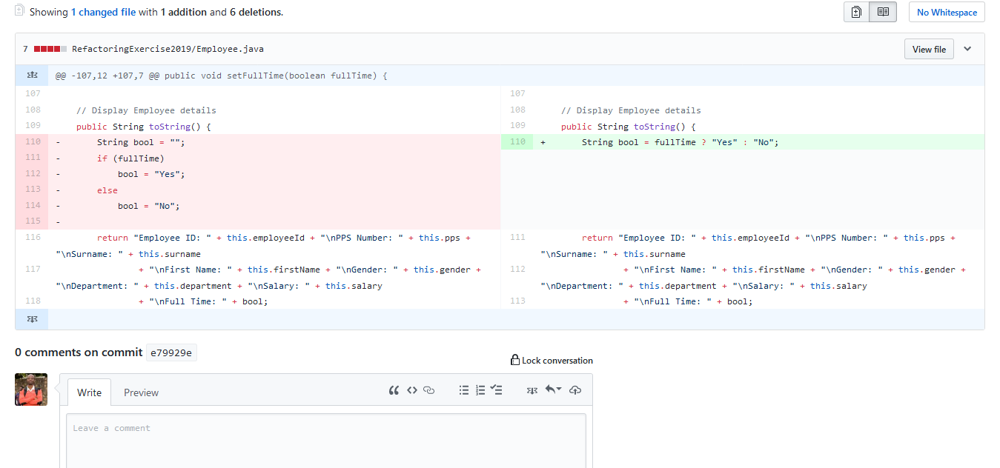 Showing 1 changed file with 1 addition and 6 deletions.
No Whitespace
7 RefactoringExercise2019/Employee.java
View file
@@ -107,12 +107,7 @@ public void setFullTime(boolean fullTime) {
107
108 // Display Employee details
109 public String toString() {
110 - String bool = "";
111 - if (fullTime)
112 - bool = "Yes";
113 - else
114 - bool = "No";
115 -
116 return "Employee ID: " + this.employeeId + "\nPPS Number: " + this.pps +
"\nSurname: " + this.surname
117 + "\nFirst Name: " + this.firstName + "\nGender: " + this.gender +
"\nDepartment: " + this.department + "\nSalary: " + this.salary
118 + "\nFull Time: " + bool;
107
108 // Display Employee details
109 public String toString() {
110 + String bool = fullTime ? "Yes" : "No";
111 return "Employee ID: " + this.employeeId + "\nPPS Number: " + this.pps +
"\nSurname: " + this.surname
112 + "\nFirst Name: " + this.firstName + "\nGender: " + this.gender +
"\nDepartment: " + this.department + "\nSalary: " + this.salary
113 + "\nFull Time: " + bool;
0 comments on commit e79929e
Lock conversation
Write Preview
Leave a comment